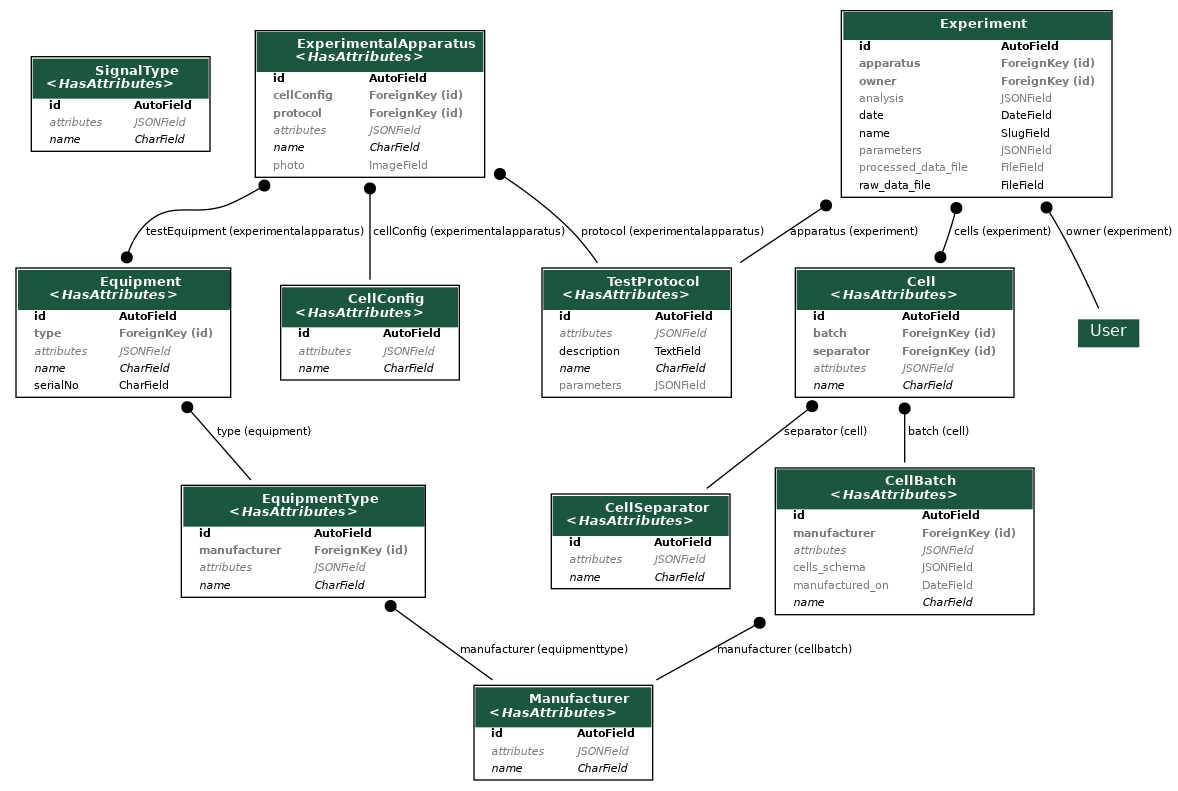 SignalType
<HasAttributes>
id AutoField
attributes JSONField
name CharField
ExperimentalApparatus
<HasAttributes>
id AutoField
cellConfig ForeignKey (id)
protocol ForeignKey (id)
attributes JSONField
name CharField
photo ImageField
Experiment
id AutoField
apparatus ForeignKey (id)
owner ForeignKey (id)
analysis JSONField
date DateField
name SlugField
parameters JSONField
processed_data_file FileField
raw_data_file FileField
testEquipment (experimentalapparatus)
cellConfig (experimentalapparatus)
protocol (experimentalapparatus)
apparatus (experiment)
cells (experiment)
owner (experiment)
Equipment
<HasAttributes>
id AutoField
type ForeignKey (id)
attributes JSONField
name CharField
serialNo CharField
CellConfig
<HasAttributes>
id AutoField
attributes JSONField
name CharField
TestProtocol
<HasAttributes>
id AutoField
attributes JSONField
description TextField
name CharField
parameters JSONField
Cell
<HasAttributes>
id AutoField
batch ForeignKey (id)
separator ForeignKey (id)
attributes JSONField
name CharField
User
type (equipment)
separator (cell)
batch (cell)
EquipmentType
<HasAttributes>
id AutoField
manufacturer ForeignKey (id)
attributes JSONField
name CharField
CellSeparator
<HasAttributes>
id AutoField
attributes JSONField
name CharField
CellBatch
<HasAttributes>
id AutoField
manufacturer ForeignKey (id)
attributes JSONField
cells_schema JSONField
manufactured_on DateField
name CharField
manufacturer (equipmenttype)
manufacturer (cellbatch)
Manufacturer
<HasAttributes>
id AutoField
attributes JSONField
name CharField